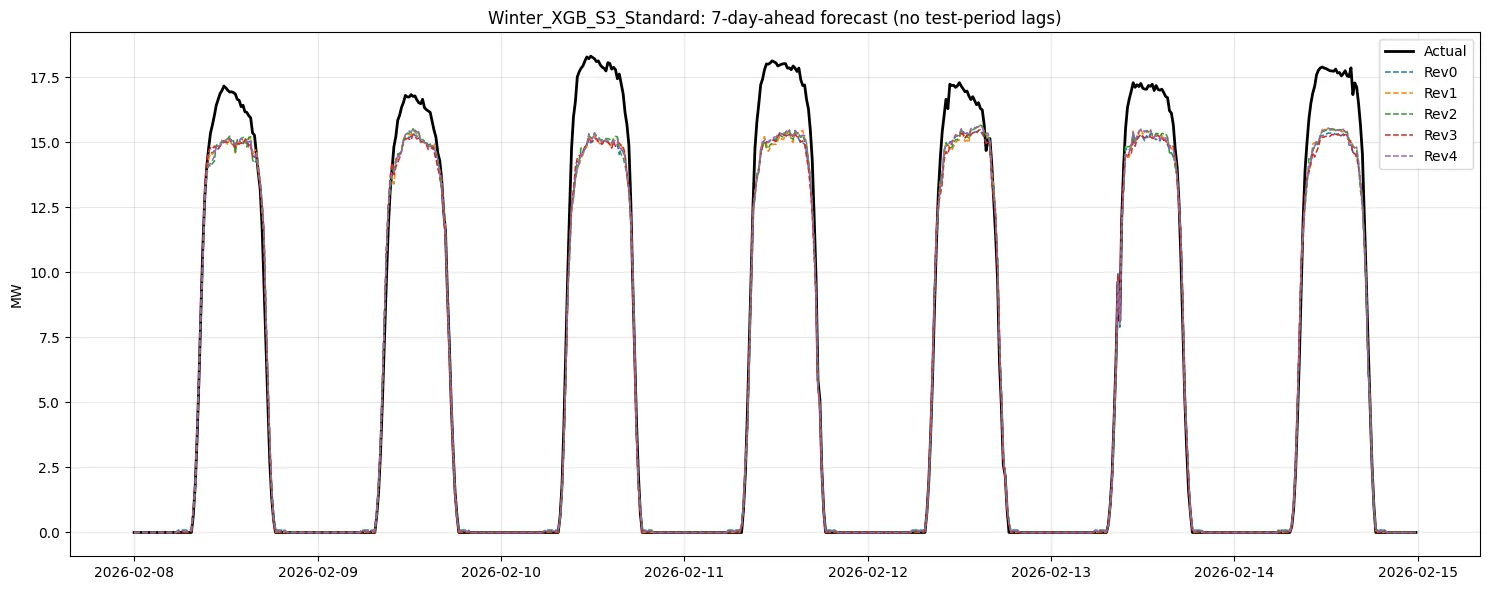 Winter_XGB_S3_Standard: 7-day-ahead forecast (no test-period lags)
Actual
Rev0
Rev1
Rev2
Rev3
Rev4
MW
17.5
15.0
12.5
10.0
7.5
5.0
2.5
0.0
2026-02-08 2026-02-09 2026-02-10 2026-02-11 2026-02-12 2026-02-13 2026-02-14 2026-02-15